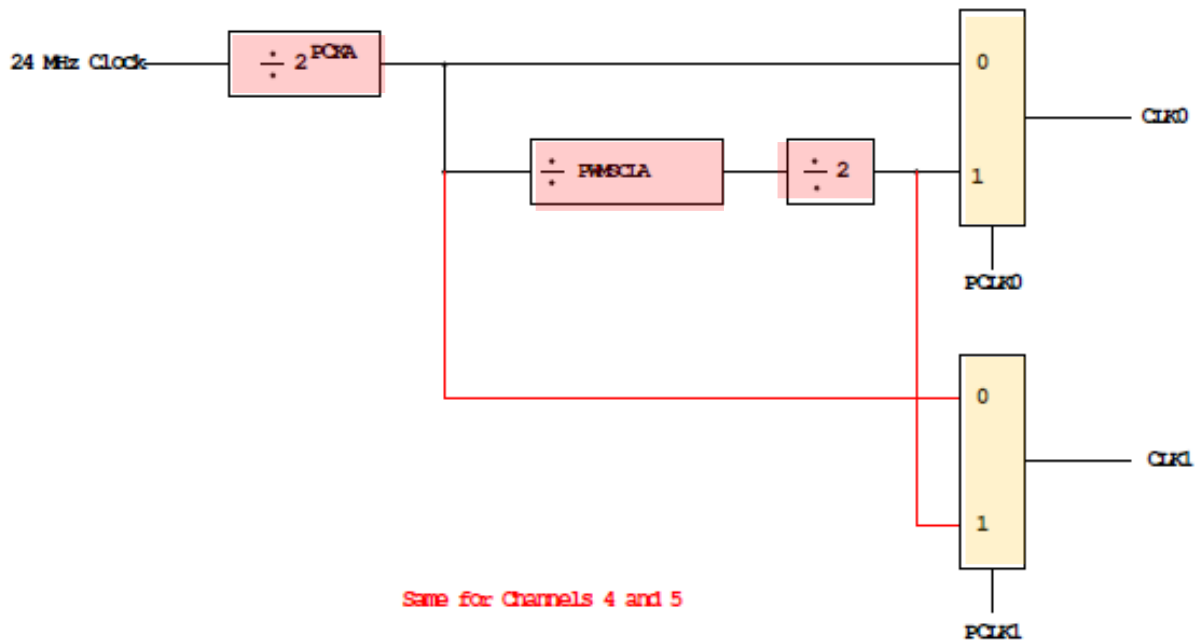 24 MHz Clock
÷ 2^PCKA
0
CLK0
÷ PWMSCLA
÷ 2
1
PCLK0
0
CLK1
1
Same for Channels 4 and 5
PCLK1